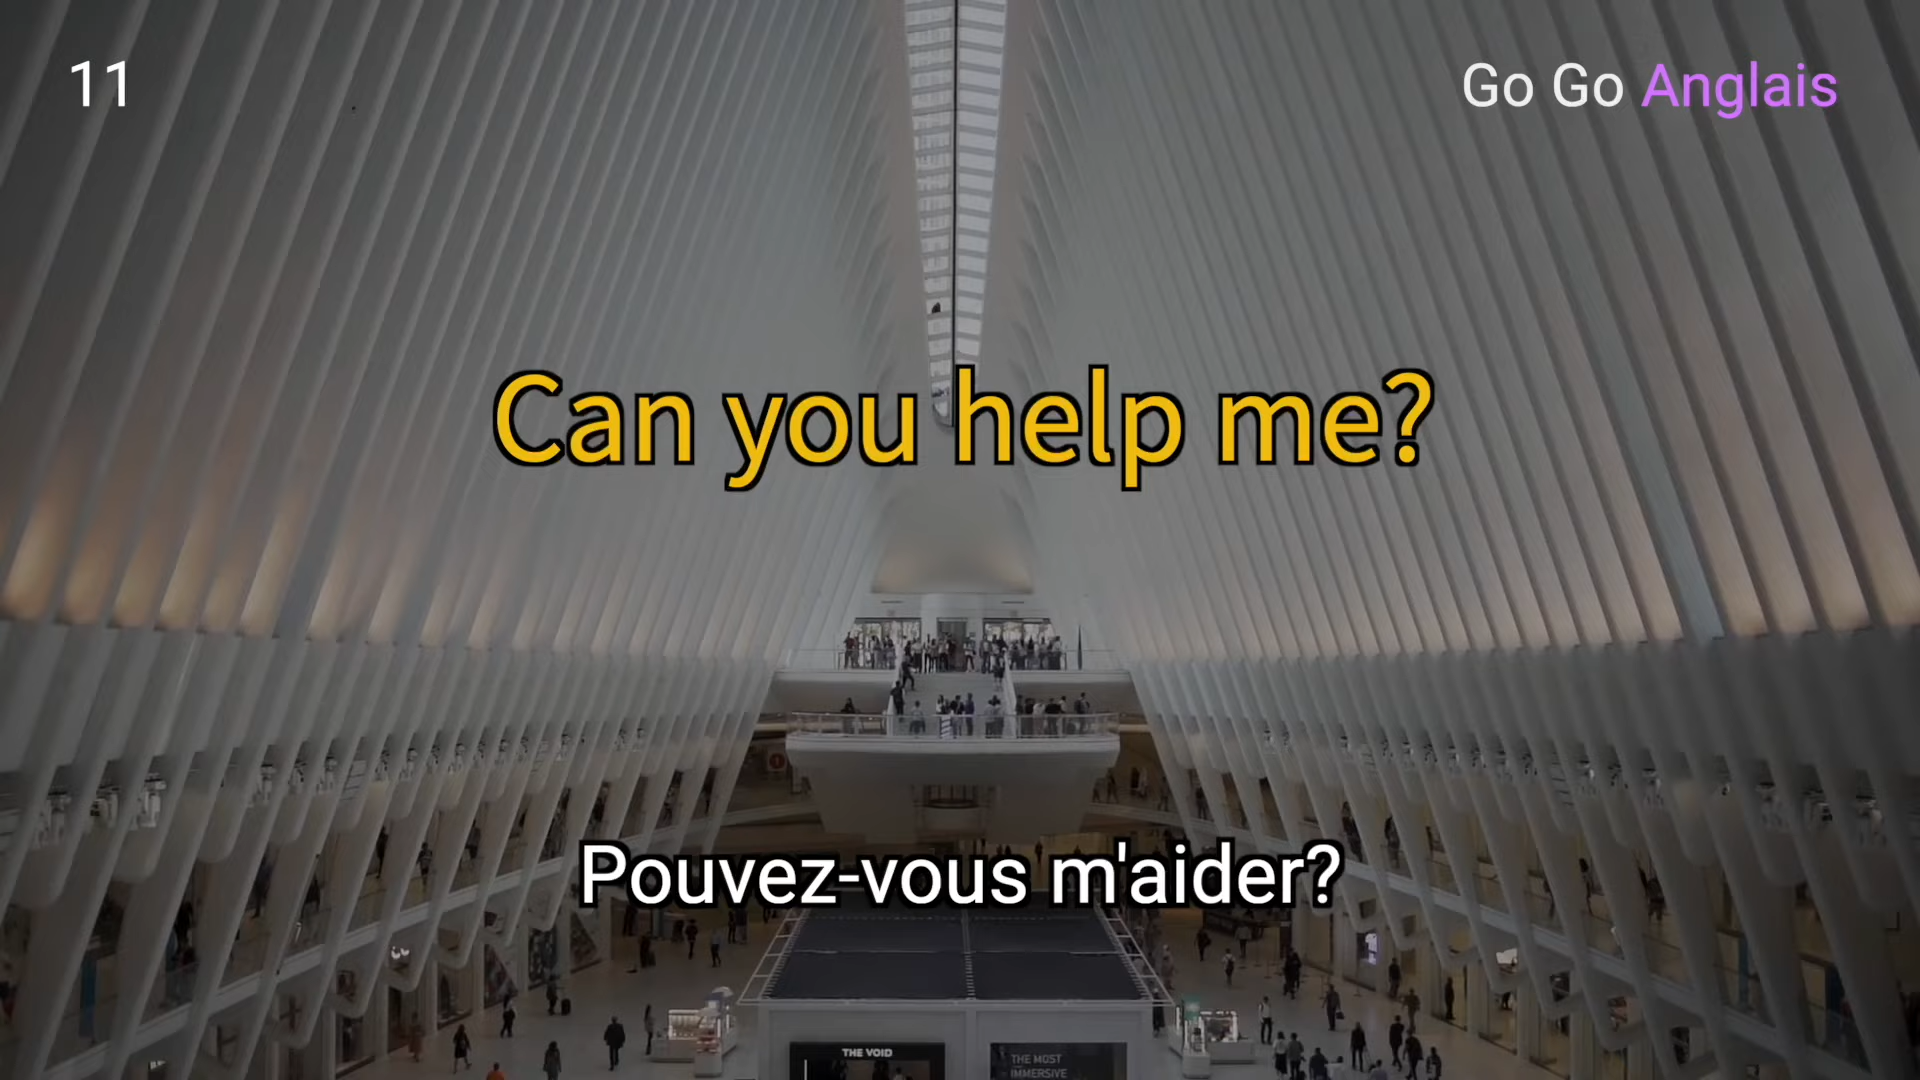 11
Go Go Anglais
Can you help me?
Pouvez-vous m'aider?
THE VOID
THE MOST
IMMERSIVE